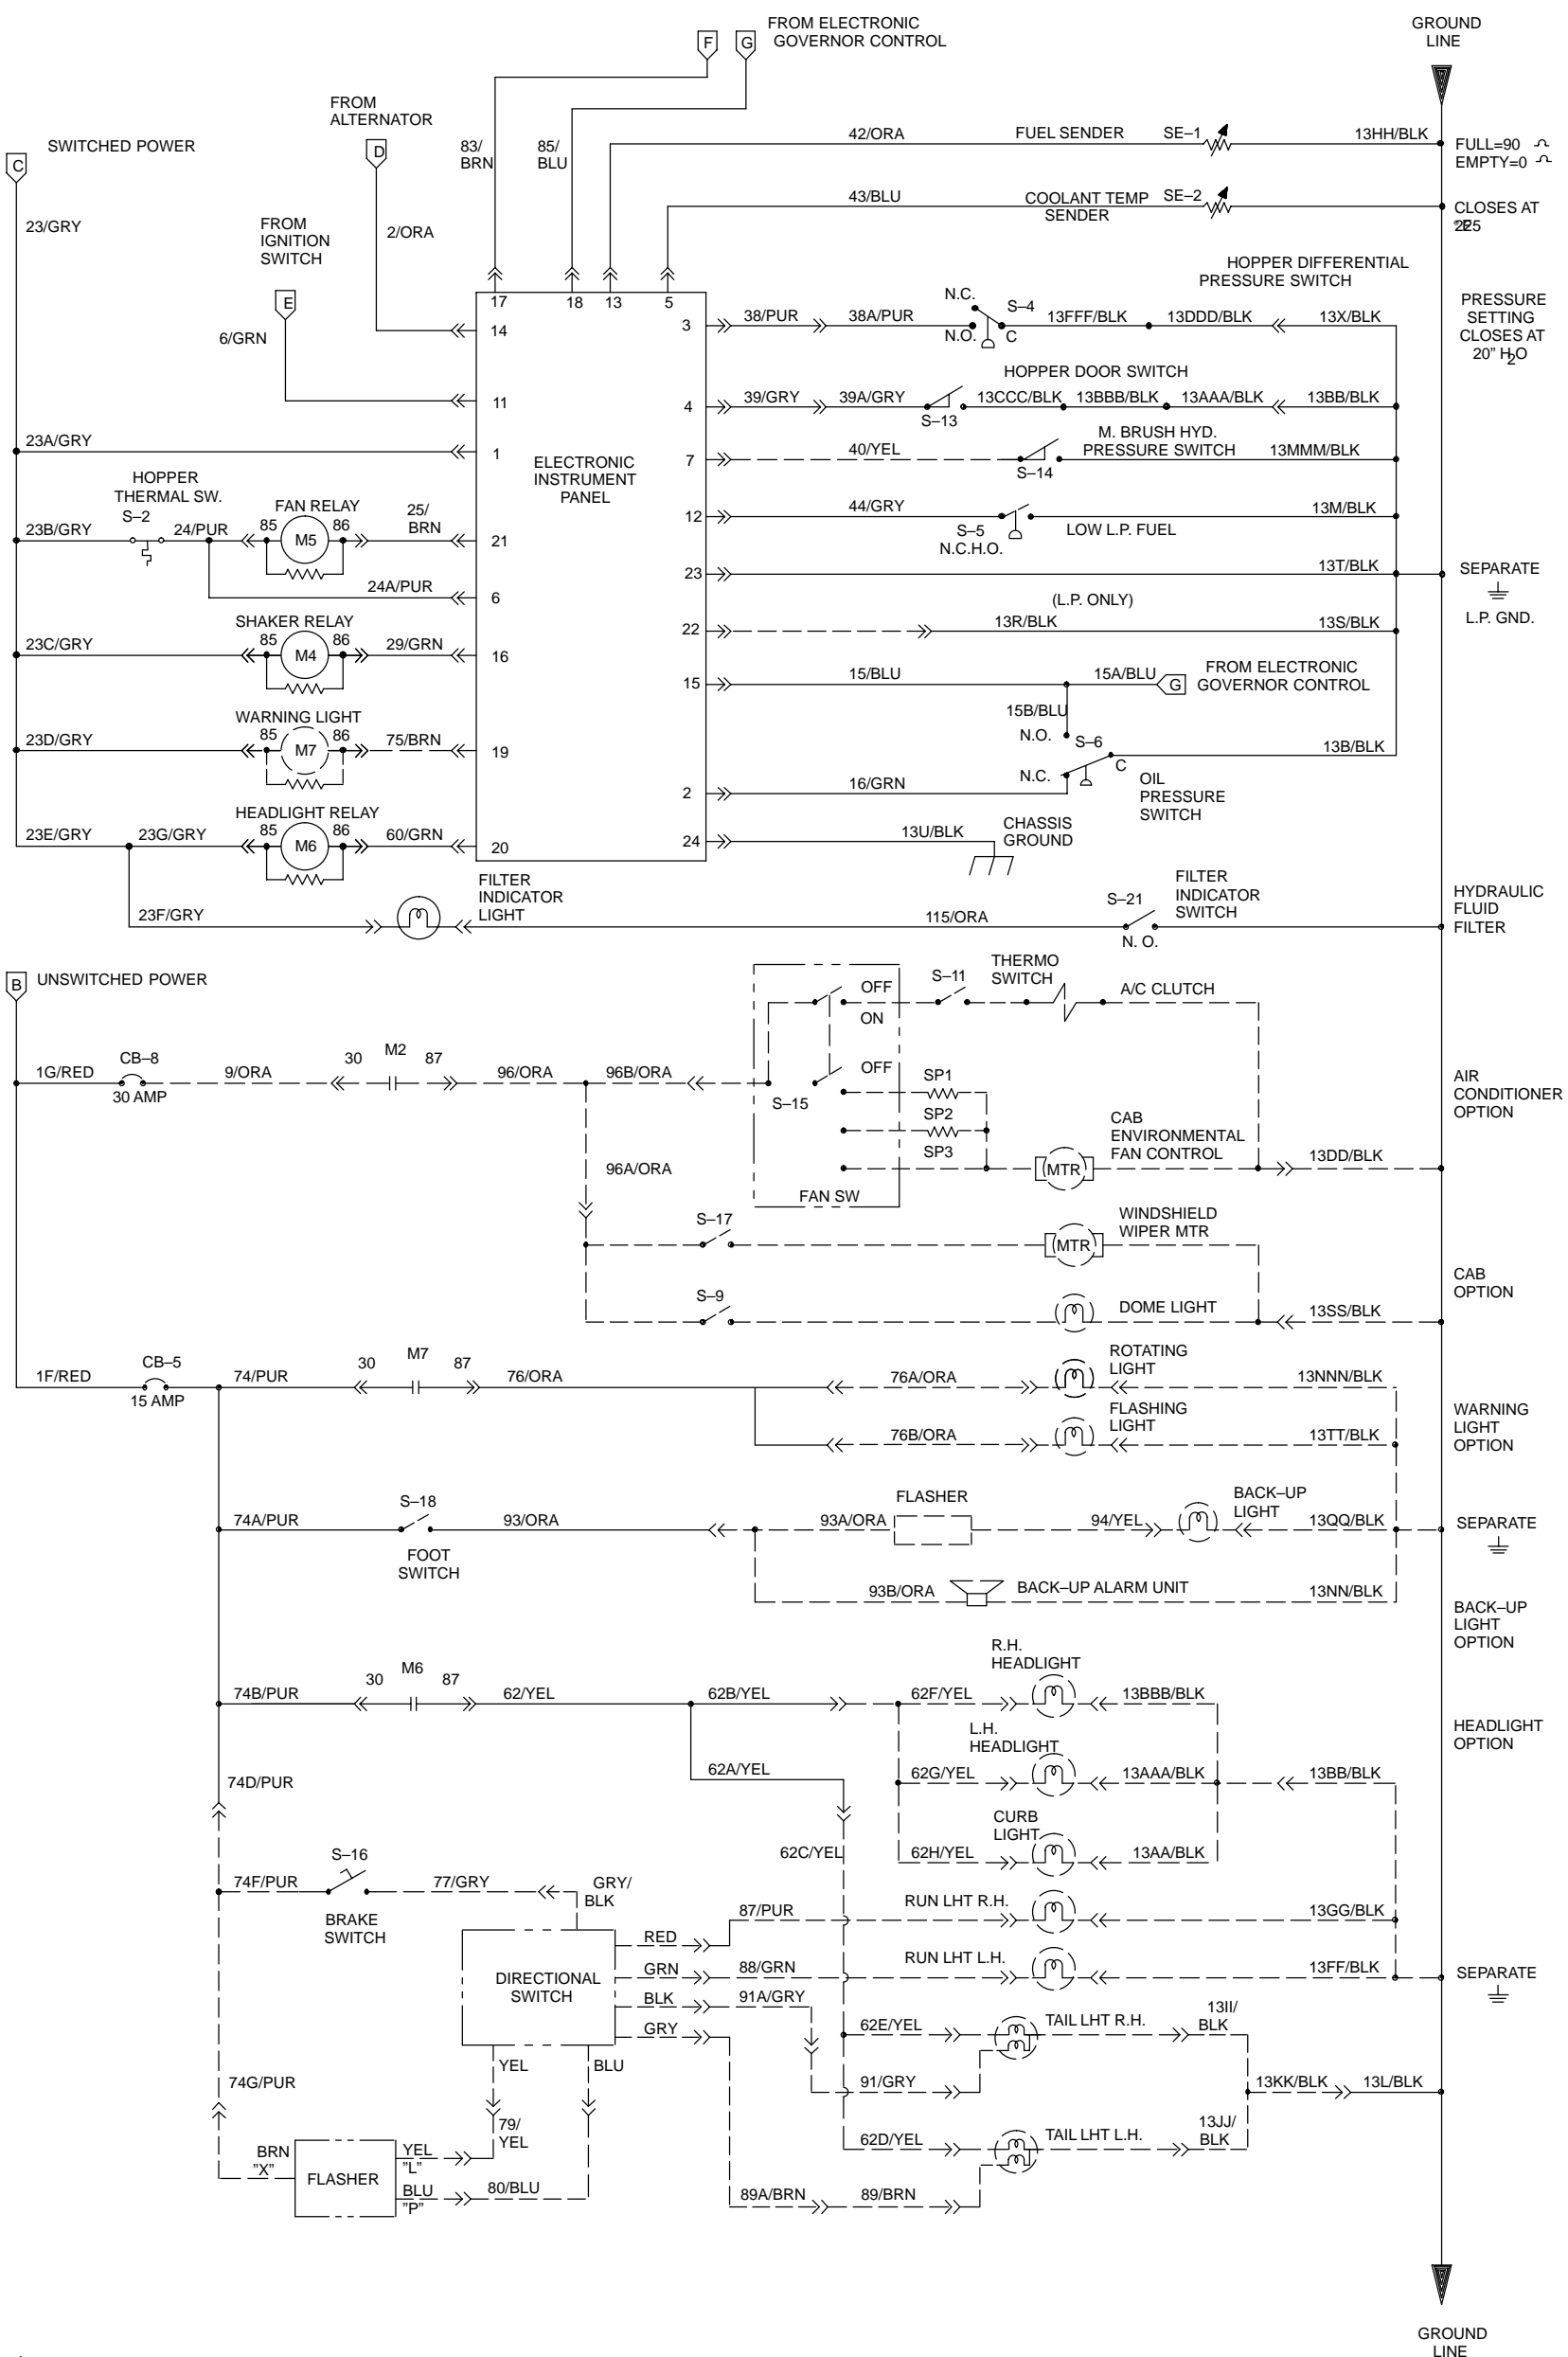 FROM ELECTRONIC
GOVERNOR CONTROL
GROUND
LINE
F
G
FROM
ALTERNATOR
SWITCHED POWER
C
D
83/
BRN
85/
BLU
42/ORA
FUEL SENDER
SE–1
13HH/BLK
FULL=90
EMPTY=0
23/GRY
FROM
IGNITION
SWITCH
2/ORA
43/BLU
COOLANT TEMP
SENDER
SE–2
CLOSES AT
E
6/GRN
17
18
13
5
14
11
3
38/PUR
38A/PUR
N.C.
N.O.
S–4
C
HOPPER DIFFERENTIAL
PRESSURE SWITCH
13FFF/BLK
13DDD/BLK
13X/BLK
PRESSURE
SETTING
CLOSES AT
20” H2O
HOPPER DOOR SWITCH
4
39/GRY
39A/GRY
S–13
13CCC/BLK
13BBB/BLK
13AAA/BLK
13BB/BLK
23A/GRY
1
ELECTRONIC
INSTRUMENT
PANEL
7
40/YEL
S–14
M. BRUSH HYD.
PRESSURE SWITCH
13MMM/BLK
HOPPER
THERMAL SW.
S–2
23B/GRY
24/PUR
FAN RELAY
85
M5
86
25/
BRN
21
12
44/GRY
S–5
N.C.H.O.
LOW L.P. FUEL
13M/BLK
24A/PUR
6
23
13T/BLK
SEPARATE
L.P. GND.
SHAKER RELAY
23C/GRY
85
M4
86
29/GRN
16
22
(L.P. ONLY)
13R/BLK
13S/BLK
15
15/BLU
15A/BLU
G
FROM ELECTRONIC
GOVERNOR CONTROL
WARNING LIGHT
23D/GRY
85
M7
86
75/BRN
19
15B/BLU
N.O.
S–6
C
N.C.
13B/BLK
2
16/GRN
OIL
PRESSURE
SWITCH
HEADLIGHT RELAY
23E/GRY
23G/GRY
85
M6
86
60/GRN
20
24
13U/BLK
CHASSIS
GROUND
23F/GRY
FILTER
INDICATOR
LIGHT
115/ORA
S–21
N. O.
FILTER
INDICATOR
SWITCH
HYDRAULIC
FLUID
FILTER
B
UNSWITCHED POWER
OFF
ON
S–11
THERMO
SWITCH
A/C CLUTCH
1G/RED
CB–8
30 AMP
9/ORA
30
M2
87
96/ORA
96B/ORA
S–15
OFF
SP1
SP2
SP3
AIR
CONDITIONER
OPTION
96A/ORA
FAN SW
MTR
CAB
ENVIRONMENTAL
FAN CONTROL
13DD/BLK
S–17
MTR
WINDSHIELD
WIPER MTR
S–9
DOME LIGHT
13SS/BLK
CAB
OPTION
1F/RED
CB–5
15 AMP
74/PUR
30
M7
87
76/ORA
76A/ORA
ROTATING
LIGHT
13NNN/BLK
76B/ORA
FLASHING
LIGHT
13TT/BLK
WARNING
LIGHT
OPTION
74A/PUR
S–18
FOOT
SWITCH
93/ORA
93A/ORA
FLASHER
94/YEL
BACK–UP
LIGHT
13QQ/BLK
SEPARATE
93B/ORA
BACK–UP ALARM UNIT
13NN/BLK
BACK–UP
LIGHT
OPTION
74B/PUR
30
M6
87
62/YEL
62B/YEL
62F/YEL
R.H.
HEADLIGHT
13BBB/BLK
HEADLIGHT
OPTION
62A/YEL
62G/YEL
L.H.
HEADLIGHT
13AAA/BLK
13BB/BLK
74D/PUR
62C/YEL
62H/YEL
CURB
LIGHT
13AA/BLK
74F/PUR
S–16
BRAKE
SWITCH
77/GRY
GRY/
BLK
RED
87/PUR
RUN LHT R.H.
13GG/BLK
DIRECTIONAL
SWITCH
GRN
88/GRN
RUN LHT L.H.
13FF/BLK
SEPARATE
BLK
91A/GRY
GRY
62E/YEL
TAIL LHT R.H.
13II/
BLK
YEL
BLU
91/GRY
13KK/BLK
13L/BLK
74G/PUR
79/
YEL
62D/YEL
TAIL LHT L.H.
13JJ/
BLK
BRN
”X”
FLASHER
YEL
”L”
BLU
”P”
80/BLU
89A/BRN
89/BRN
GROUND
LINE